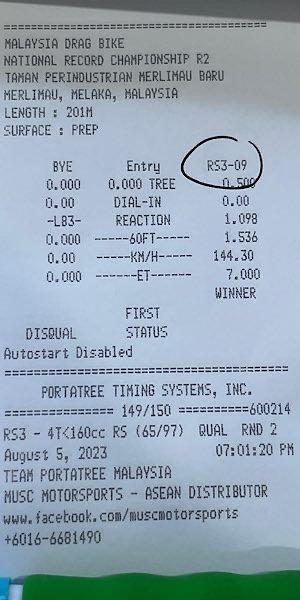 ==========================================
MALAYSIA DRAG BIKE
NATIONAL RECORD CHAMPIONSHIP R2
TAMAN PERINDUSTRIAN MERLIMAU BARU
MERLIMAU, MELAKA, MALAYSIA
LENGTH : 201M
SURFACE : PREP
BYE Entry RS3-09
0.000 0.000 TREE 0.500
0.00 DIAL-IN 0.00
-L83- REACTION 1.098
0.000 -----60FT----- 1.536
0.00 -----KM/H----- 144.30
0.000 ------ET------ 7.000
WINNER
FIRST
DISQUAL STATUS
Autostart Disabled
==========================================
PORTATREE TIMING SYSTEMS, INC.
================ 149/150 ==========600214
RS3 - 4T<160cc RS (65/97) QUAL RND 2
August 5, 2023 07:01:20 PM
TEAM PORTATREE MALAYSIA
MUSC MOTORSPORTS - ASEAN DISTRIBUTOR
www.facebook.com/muscmotorsports
+6016-6681490